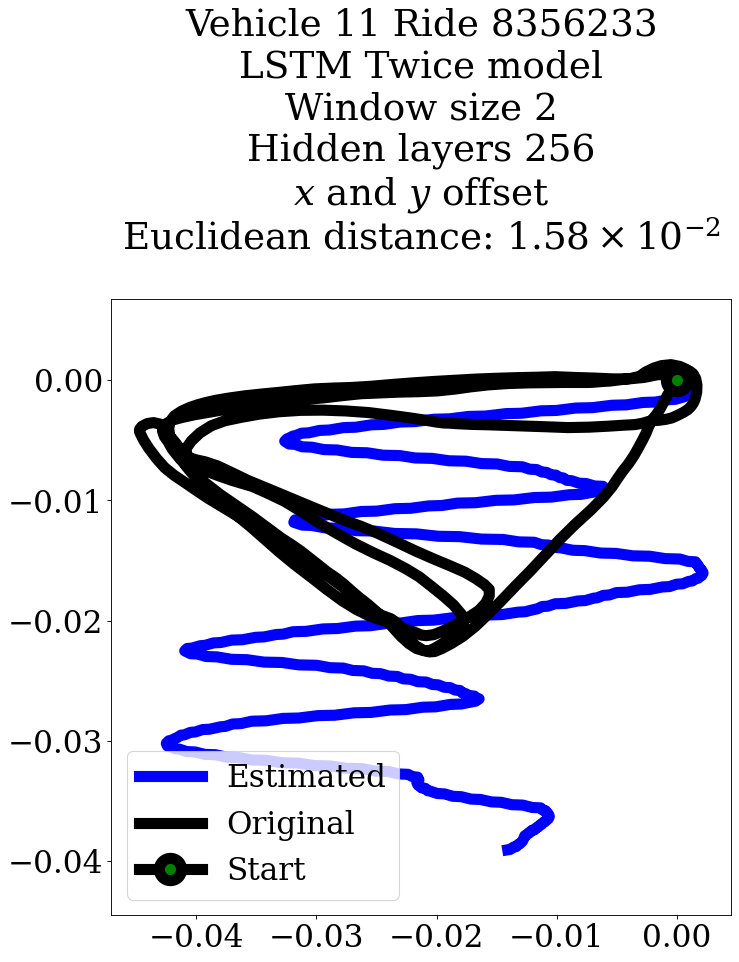 Vehicle 11 Ride 8356233
LSTM Twice model
Window size 2
Hidden layers 256
x and y offset
Euclidean distance: 1.58 × 10⁻²
0.00
−0.01
−0.02
−0.03
−0.04
Estimated
Original
Start
−0.04 −0.03 −0.02 −0.01 0.00